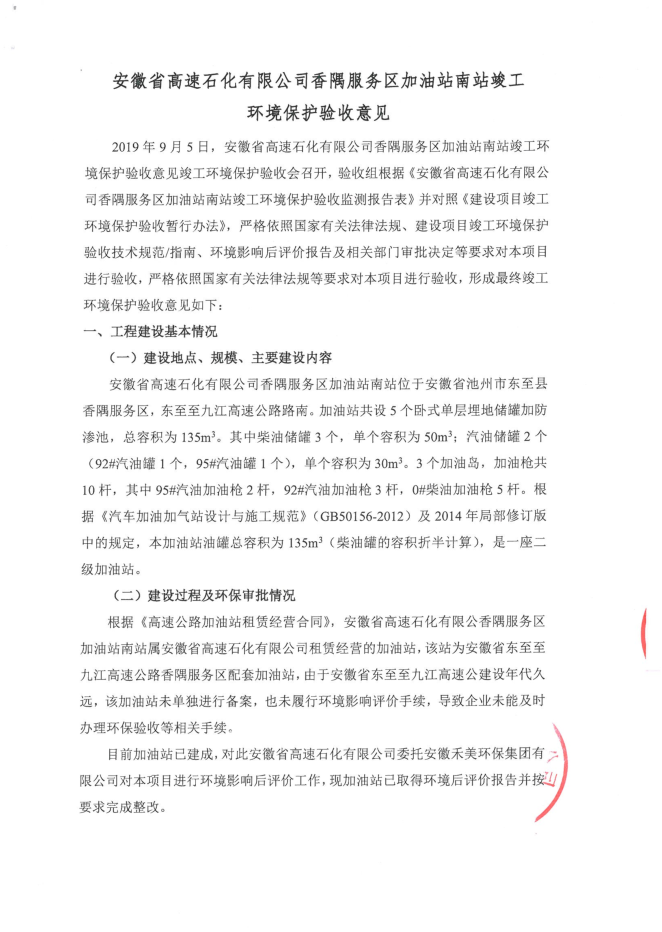 安徽省高速石化有限公司香隅服务区加油站南站竣工
环境保护验收意见
2019年9月5日，安徽省高速石化有限公司香隅服务区加油站南站竣工环
境保护验收意见竣工环境保护验收会召开，验收组根据《安徽省高速石化有限公
司香隅服务区加油站南站竣工环境保护验收监测报告表》并对照《建设项目竣工
环境保护验收暂行办法》，严格依照国家有关法律法规、建设项目竣工环境保护
验收技术规范/指南、环境影响后评价报告及相关部门审批决定等要求对本项目
进行验收，严格依照国家有关法律法规等要求对本项目进行验收，形成最终竣工
环境保护验收意见如下：
一、工程建设基本情况
（一）建设地点、规模、主要建设内容
安徽省高速石化有限公司香隅服务区加油站南站位于安徽省池州市东至县
香隅服务区，东至至九江高速公路路南。加油站共设5个卧式单层埋地储罐加防
渗池，总容积为135m³。其中柴油储罐3个，单个容积为50m³；汽油储罐2个
（92#汽油罐1个，95#汽油罐1个），单个容积为30m³。3个加油岛，加油枪共
10杆，其中95#汽油加油枪2杆，92#汽油加油枪3杆，0#柴油加油枪5杆。根
据《汽车加油加气站设计与施工规范》（GB50156-2012）及2014年局部修订版
中的规定，本加油站油罐总容积为135m³（柴油罐的容积折半计算），是一座二
级加油站。
（二）建设过程及环保审批情况
根据《高速公路加油站租赁经营合同》，安徽省高速石化有限公香隅服务区
加油站南站属安徽省高速石化有限公司租赁经营的加油站，该站为安徽省东至至
九江高速公路香隅服务区配套加油站，由于安徽省东至至九江高速公建设年代久
远，该加油站未单独进行备案，也未履行环境影响评价手续，导致企业未能及时
办理环保验收等相关手续。
目前加油站已建成，对此安徽省高速石化有限公司委托安徽禾美环保集团有
限公司对本项目进行环境影响后评价工作，现加油站已取得环境后评价报告并按
要求完成整改。